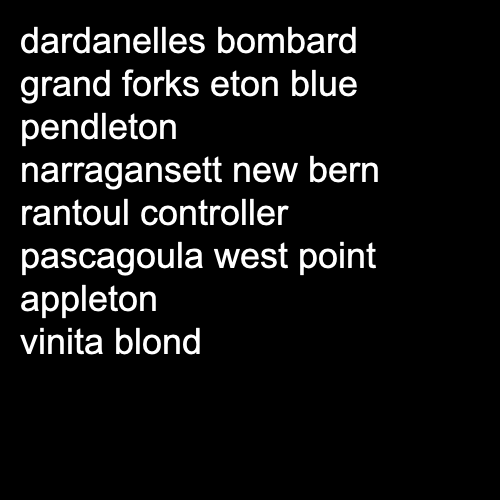 dardanelles bombard
grand forks eton blue
pendleton
narragansett new bern
rantoul controller
pascagoula west point
appleton
vinita blond